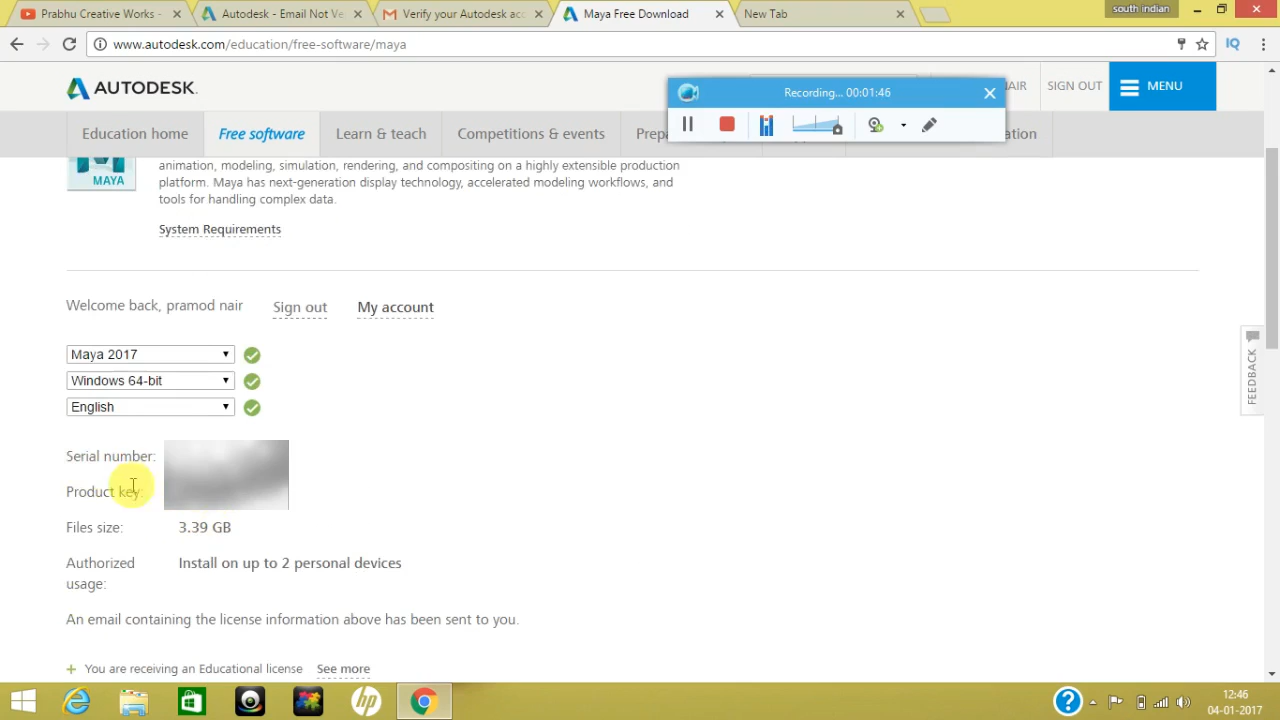 Prabhu Creative Works -
Autodesk - Email Not Ve
Verify your Autodesk acc
Maya Free Download
New Tab
south indian
www.autodesk.com/education/free-software/maya
IQ
AUTODESK.
Recording... 00:01:46
AIR
SIGN OUT
MENU
Education home
Free software
Learn & teach
Competitions & events
Prep
ation
MAYA
animation, modeling, simulation, rendering, and compositing on a highly extensible production
platform. Maya has next-generation display technology, accelerated modeling workflows, and
tools for handling complex data.
System Requirements
Welcome back, pramod nair
Sign out
My account
Maya 2017
Windows 64-bit
English
Serial number:
Product key:
Files size: 3.39 GB
Authorized Install on up to 2 personal devices
usage:
An email containing the license information above has been sent to you.
+ You are receiving an Educational license See more
FEEDBACK
hp
12:46
04-01-2017